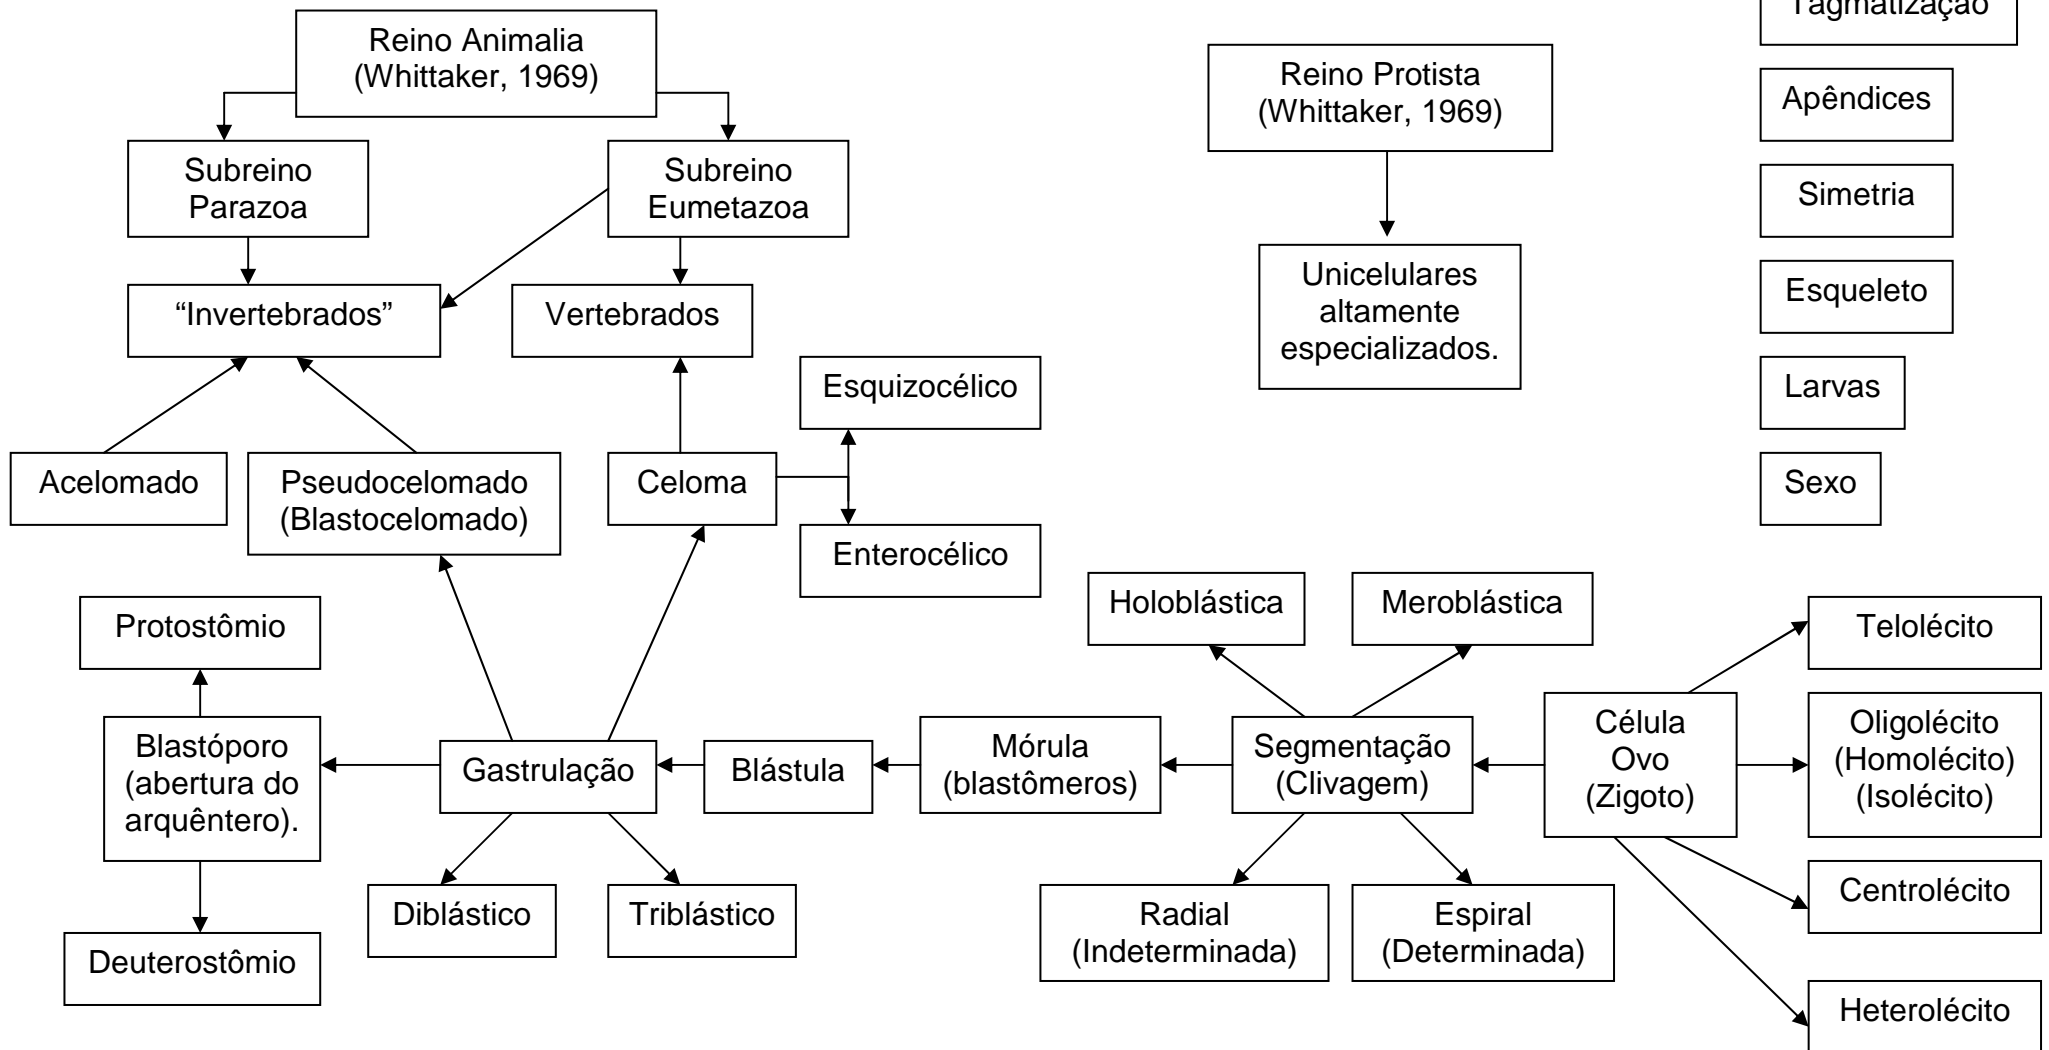 Tagmatização
Reino Animalia
(Whittaker, 1969)
Reino Protista
(Whittaker, 1969)
Apêndices
Subreino
Parazoa
Subreino
Eumetazoa
Simetria
“Invertebrados”
Vertebrados
Unicelulares
altamente
especializados.
Esqueleto
Esquizocélico
Larvas
Acelomado
Pseudocelomado
(Blastocelomado)
Celoma
Sexo
Enterocélico
Protostômio
Holoblástica
Meroblástica
Telolécito
Blastóporo
(abertura do
arquêntero).
Gastrulação
Blástula
Mórula
(blastômeros)
Segmentação
(Clivagem)
Célula
Ovo
(Zigoto)
Oligolécito
(Homolécito)
(Isolécito)
Diblástico
Triblástico
Radial
(Indeterminada)
Espiral
(Determinada)
Centrolécito
Deuterostômio
Heterolécito